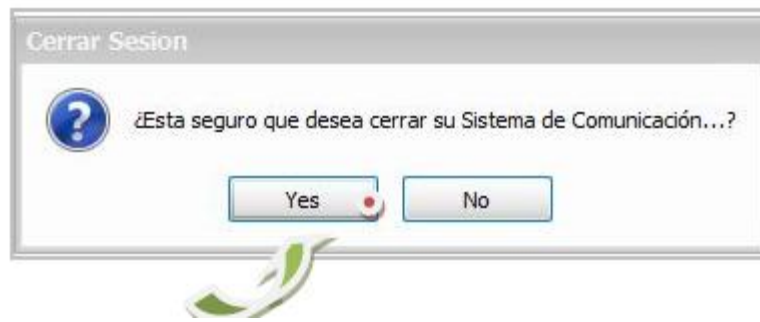 Cerrar Sesion
¿Esta seguro que desea cerrar su Sistema de Comunicación...?
Yes
No